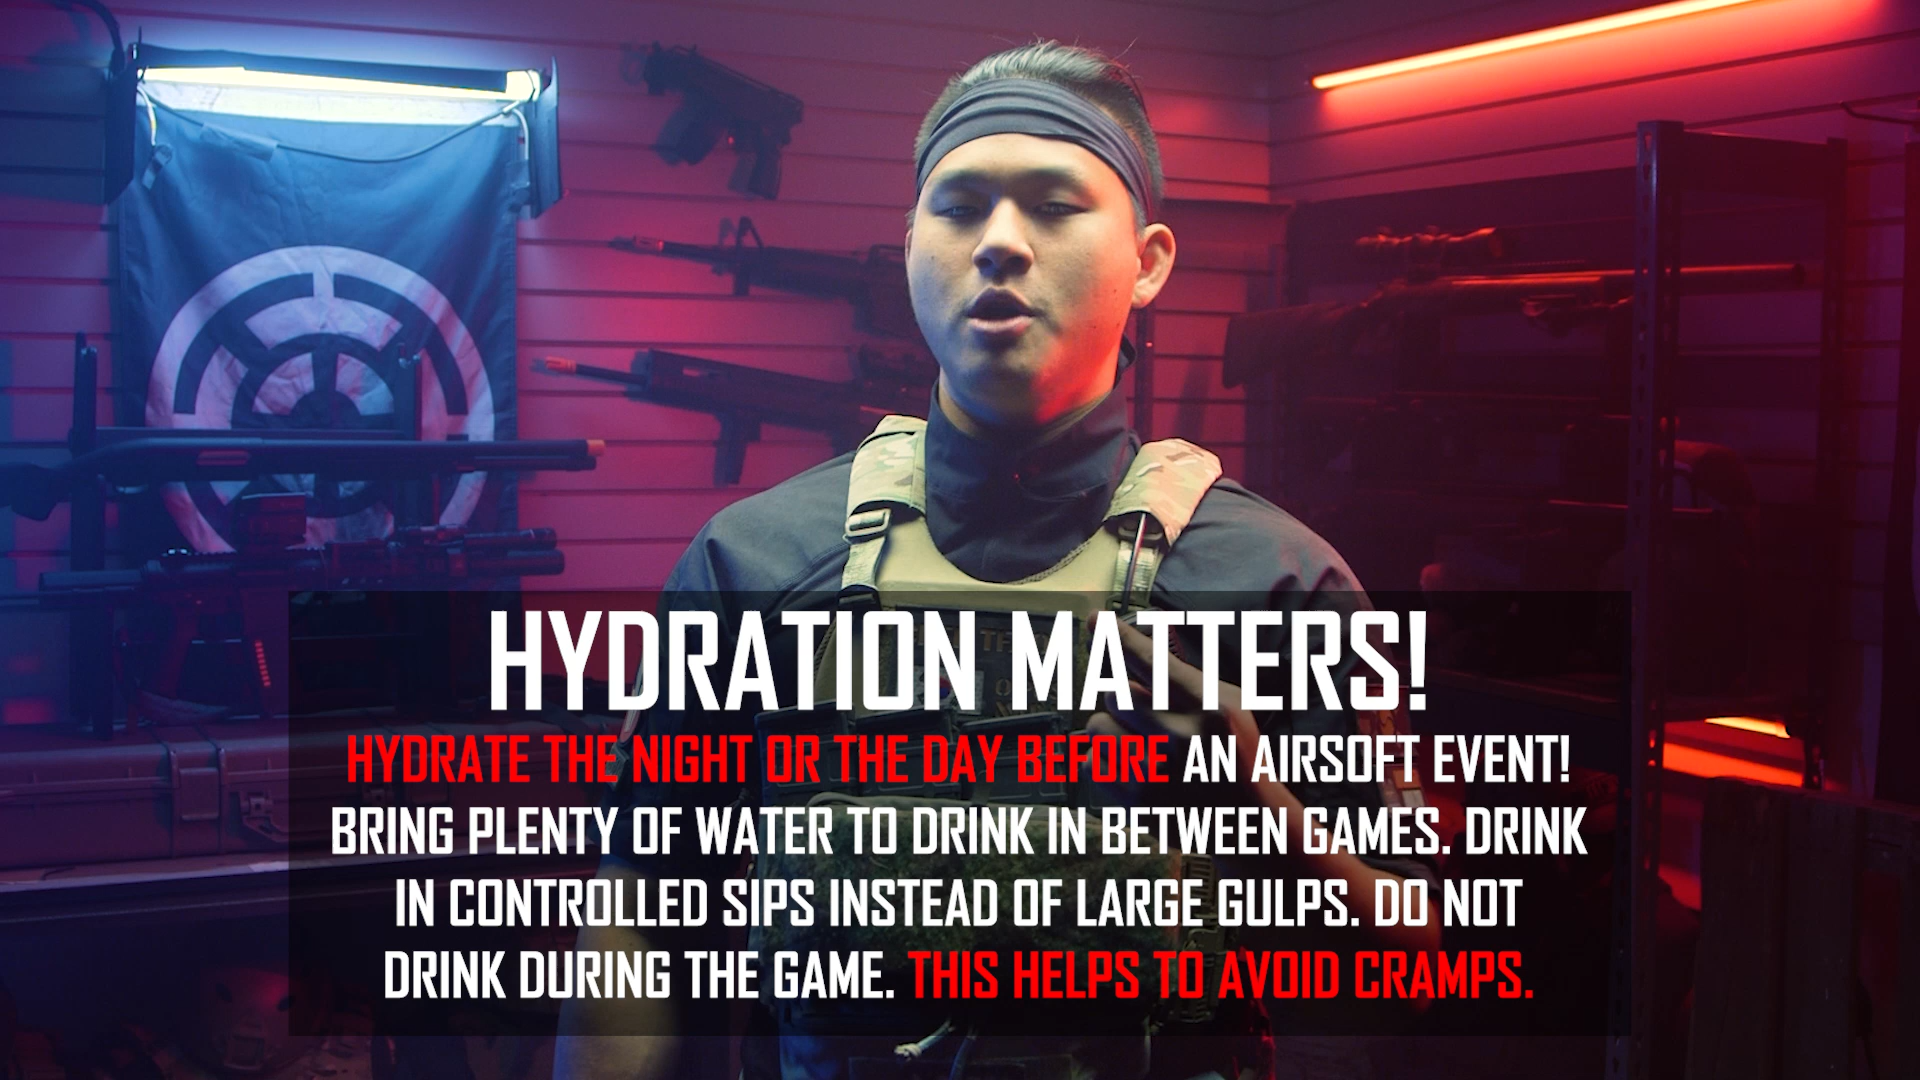 HYDRATION MATTERS!
HYDRATE THE NIGHT OR THE DAY BEFORE AN AIRSOFT EVENT!
BRING PLENTY OF WATER TO DRINK IN BETWEEN GAMES. DRINK
IN CONTROLLED SIPS INSTEAD OF LARGE GULPS. DO NOT
DRINK DURING THE GAME. THIS HELPS TO AVOID CRAMPS.